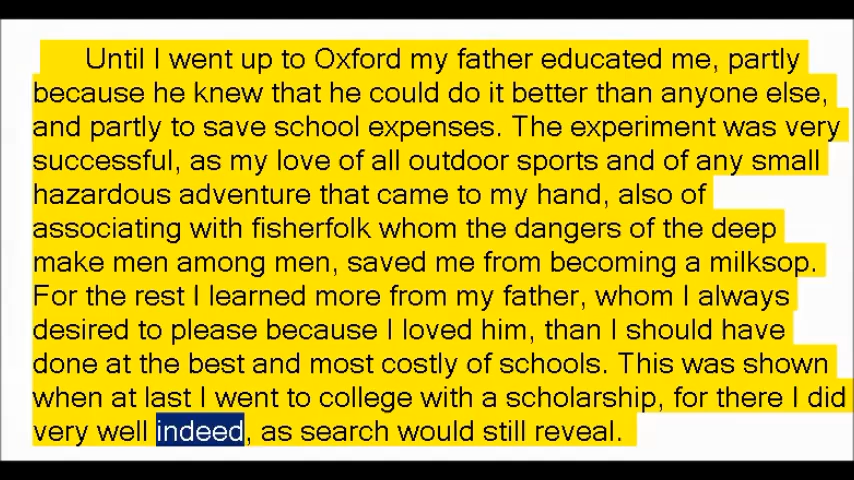 Until I went up to Oxford my father educated me, partly
because he knew that he could do it better than anyone else,
and partly to save school expenses. The experiment was very
successful, as my love of all outdoor sports and of any small
hazardous adventure that came to my hand, also of
associating with fisherfolk whom the dangers of the deep
make men among men, saved me from becoming a milksop.
For the rest I learned more from my father, whom I always
desired to please because I loved him, than I should have
done at the best and most costly of schools. This was shown
when at last I went to college with a scholarship, for there I did
very well indeed, as search would still reveal.